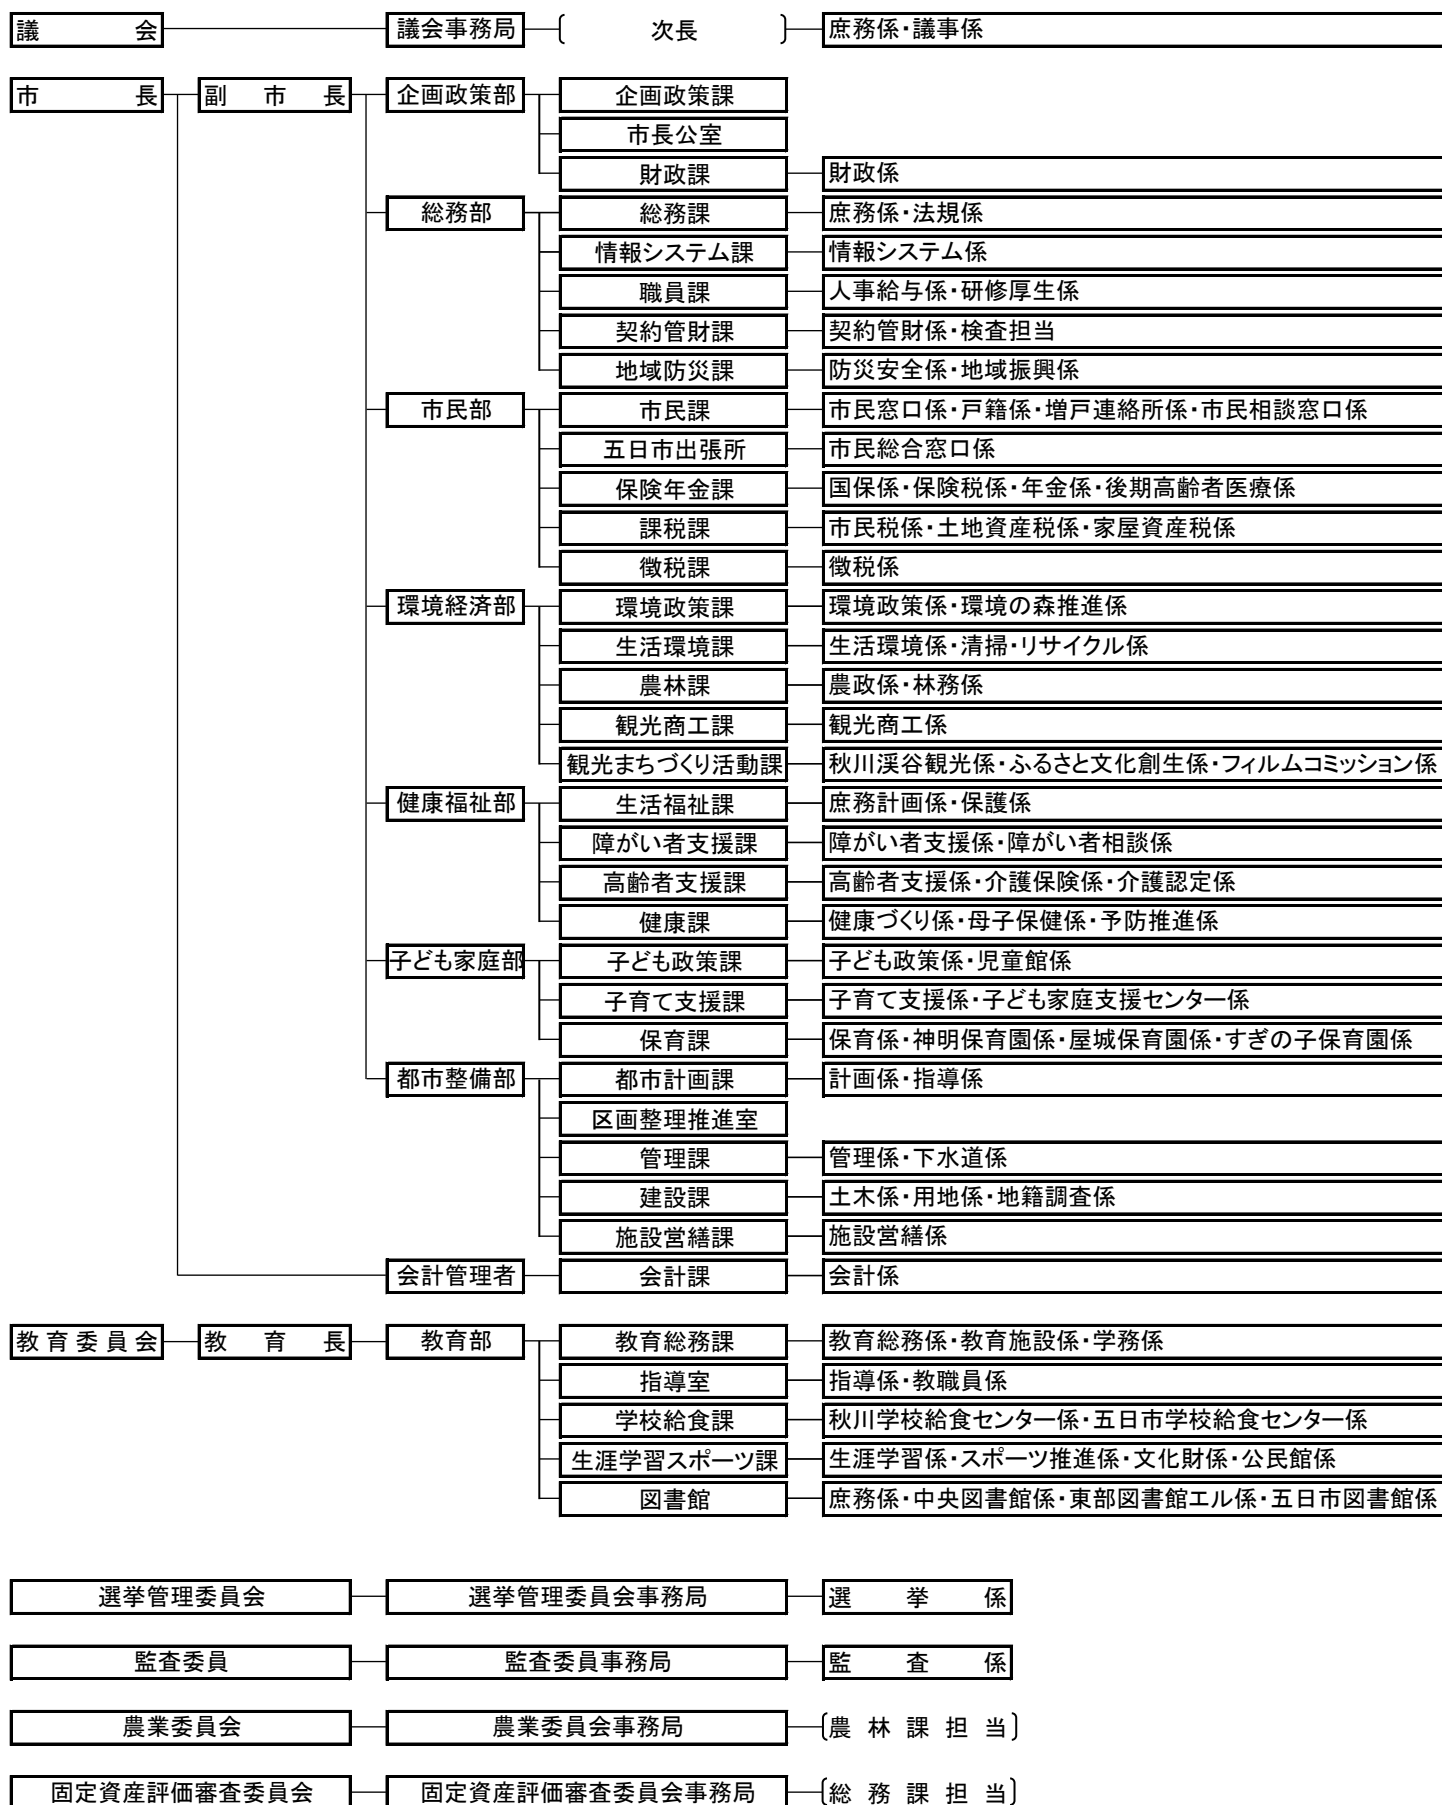 議会 議会事務局 〔 次長 〕 庶務係・議事係
市長 副市長 企画政策部 企画政策課
市長公室
財政課 財政係
総務部 総務課 庶務係・法規係
情報システム課 情報システム係
職員課 人事給与係・研修厚生係
契約管財課 契約管財係・検査担当
地域防災課 防災安全係・地域振興係
市民部 市民課 市民窓口係・戸籍係・増戸連絡所係・市民相談窓口係
五日市出張所 市民総合窓口係
保険年金課 国保係・保険税係・年金係・後期高齢者医療係
課税課 市民税係・土地資産税係・家屋資産税係
徴税課 徴税係
環境経済部 環境政策課 環境政策係・環境の森推進係
生活環境課 生活環境係・清掃・リサイクル係
農林課 農政係・林務係
観光商工課 観光商工係
観光まちづくり活動課 秋川渓谷観光係・ふるさと文化創生係・フィルムコミッション係
健康福祉部 生活福祉課 庶務計画係・保護係
障がい者支援課 障がい者支援係・障がい者相談係
高齢者支援課 高齢者支援係・介護保険係・介護認定係
健康課 健康づくり係・母子保健係・予防推進係
子ども家庭部 子ども政策課 子ども政策係・児童館係
子育て支援課 子育て支援係・子ども家庭支援センター係
保育課 保育係・神明保育園係・屋城保育園係・すぎの子保育園係
都市整備部 都市計画課 計画係・指導係
区画整理推進室
管理課 管理係・下水道係
建設課 土木係・用地係・地籍調査係
施設営繕課 施設営繕係
会計管理者 会計課 会計係
教育委員会 教育長 教育部 教育総務課 教育総務係・教育施設係・学務係
指導室 指導係・教職員係
学校給食課 秋川学校給食センター係・五日市学校給食センター係
生涯学習スポーツ課 生涯学習係・スポーツ推進係・文化財係・公民館係
図書館 庶務係・中央図書館係・東部図書館エル係・五日市図書館係
選挙管理委員会 選挙管理委員会事務局 選挙係
監査委員 監査委員事務局 監査係
農業委員会 農業委員会事務局 〔農林課担当〕
固定資産評価審査委員会 固定資産評価審査委員会事務局 〔総務課担当〕